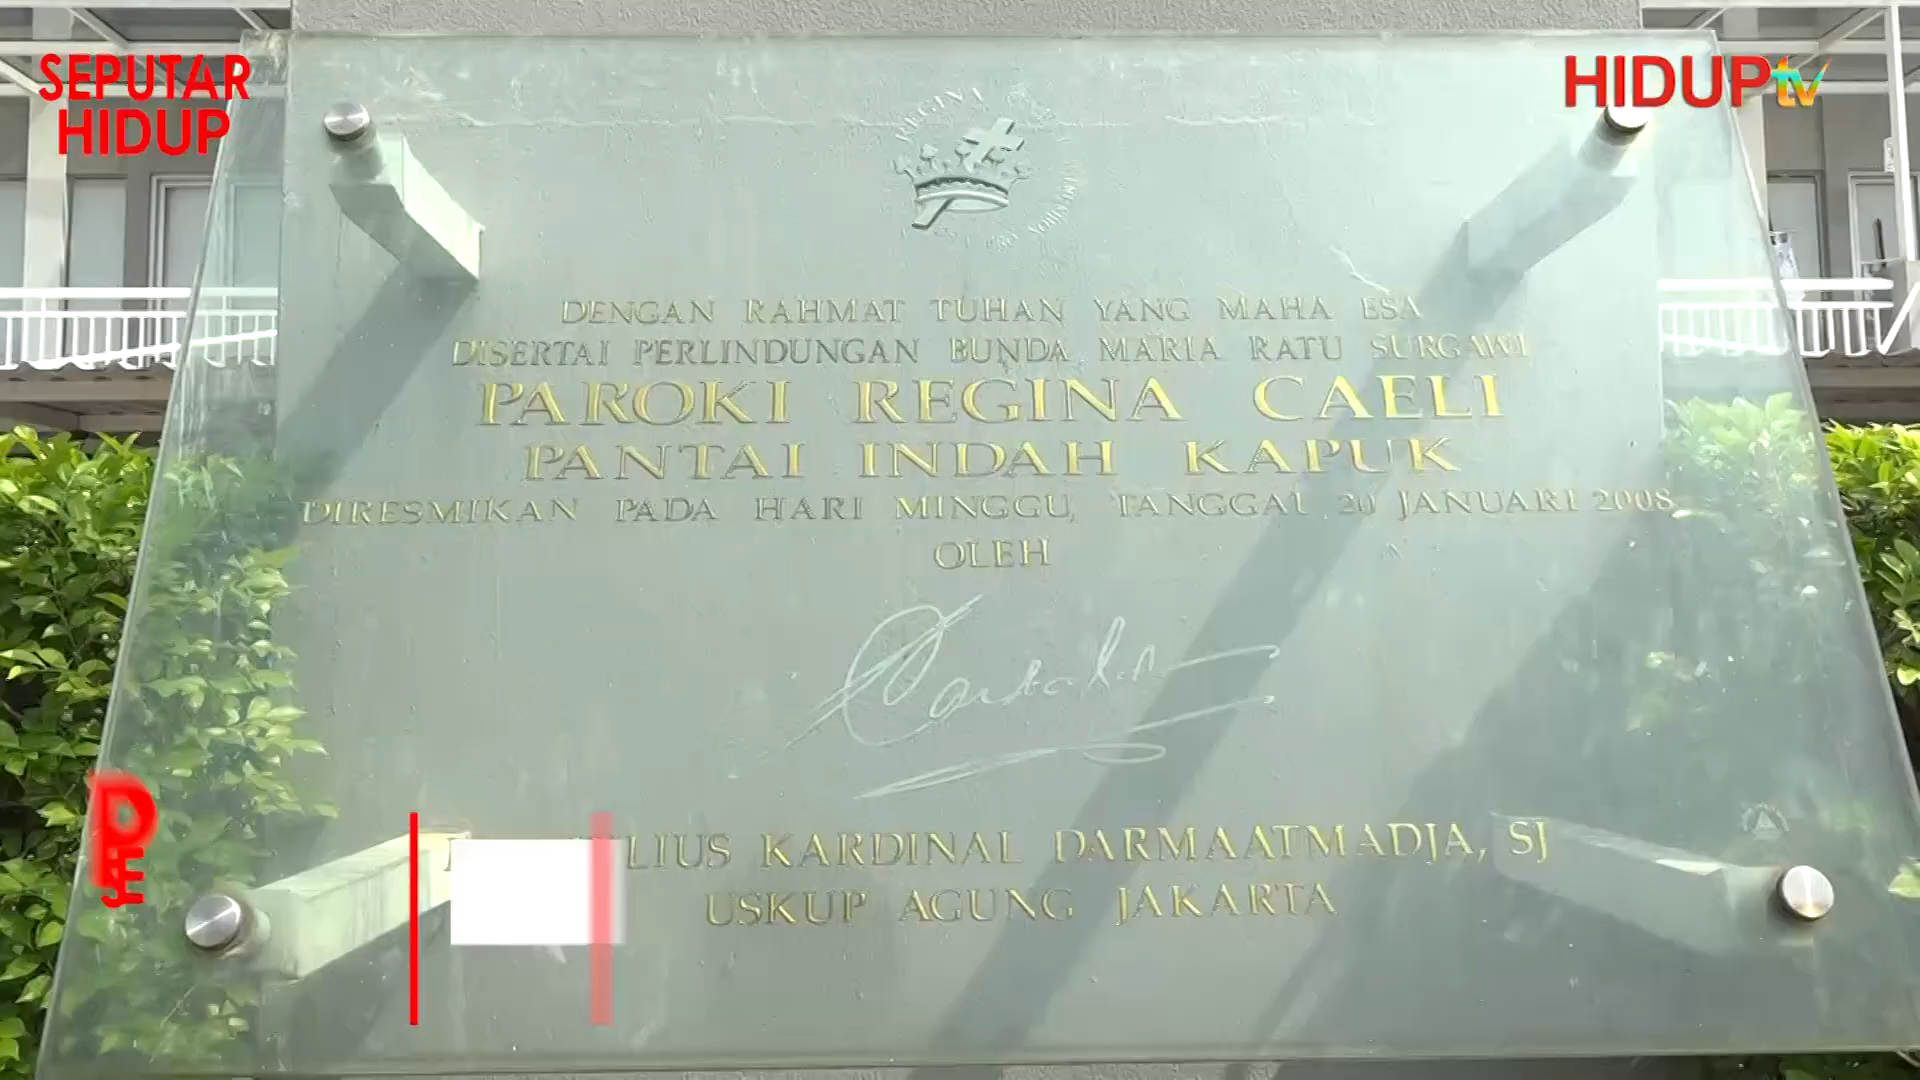 SEPUTAR
HIDUP
HIDUPtv
REGINA
DENGAN RAHMAT TUHAN YANG MAHA ESA
DISERTAI PERLINDUNGAN BUNDA MARIA RATU SURGAWI
PAROKI REGINA CAELI
PANTAI INDAH KAPUK
DIRESMIKAN PADA HARI MINGGU, TANGGAL 20 JANUARI 2008
OLEH
KARDINAL DARMAATMADJA, SJ
USKUP AGUNG JAKARTA